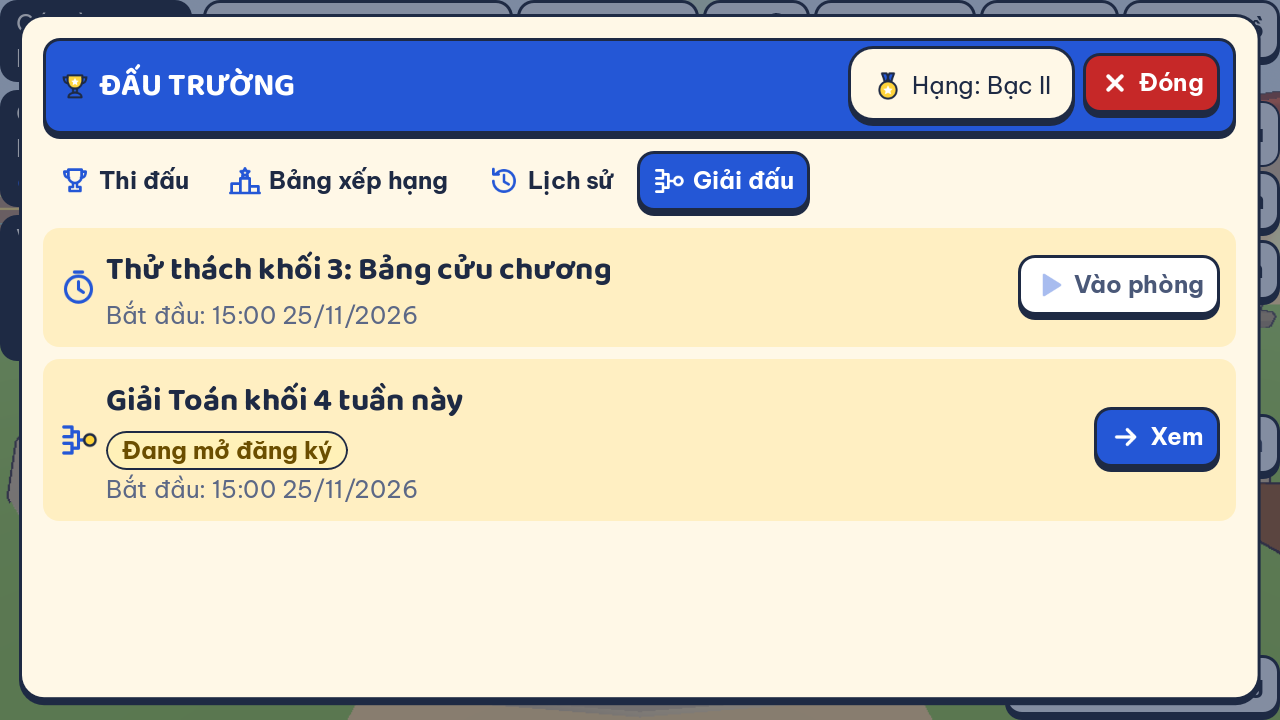 ĐẤU TRƯỜNG
Hạng: Bạc II
Đóng
Thi đấu
Bảng xếp hạng
Lịch sử
Giải đấu
Thử thách khối 3: Bảng cửu chương
Bắt đầu: 15:00 25/11/2026
Vào phòng
Giải Toán khối 4 tuần này
Đang mở đăng ký
Bắt đầu: 15:00 25/11/2026
Xem